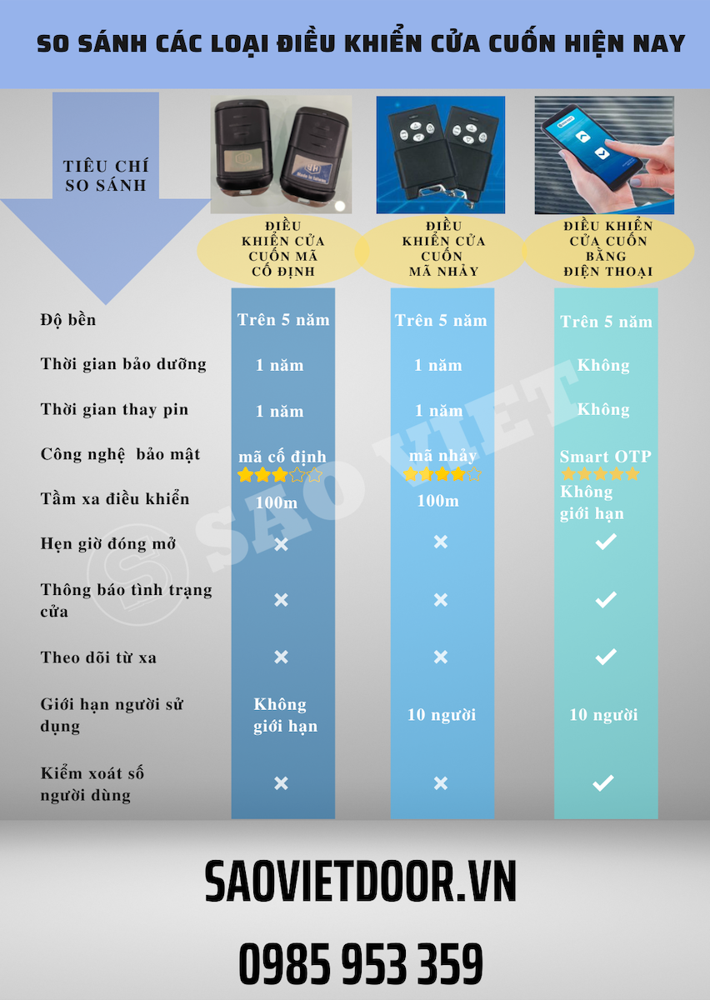 SO SÁNH CÁC LOẠI ĐIỀU KHIỂN CỬA CUỐN HIỆN NAY
TIÊU CHÍ
SO SÁNH
Made in taiwan
ĐIỀU
KHIỂN CỬA
CUỐN MÃ
CỐ ĐỊNH
ĐIỀU
KHIỂN CỬA
CUỐN
MÃ NHẢY
ĐIỀU KHIỂN
CỬA CUỐN
BẰNG
ĐIỆN THOẠI
Độ bền
Trên 5 năm
Trên 5 năm
Trên 5 năm
Thời gian bảo dưỡng
1 năm
1 năm
Không
Thời gian thay pin
1 năm
1 năm
Không
Công nghệ bảo mật
mã cố định
mã nhảy
Smart OTP
Tầm xa điều khiển
100m
100m
Không
giới hạn
Hẹn giờ đóng mở
Thông báo tình trạng
cửa
Theo dõi từ xa
Giới hạn người sử
dụng
Không
giới hạn
10 người
10 người
Kiểm xoát số
người dùng
S SAO VIET
SAOVIETDOOR.VN
0985 953 359